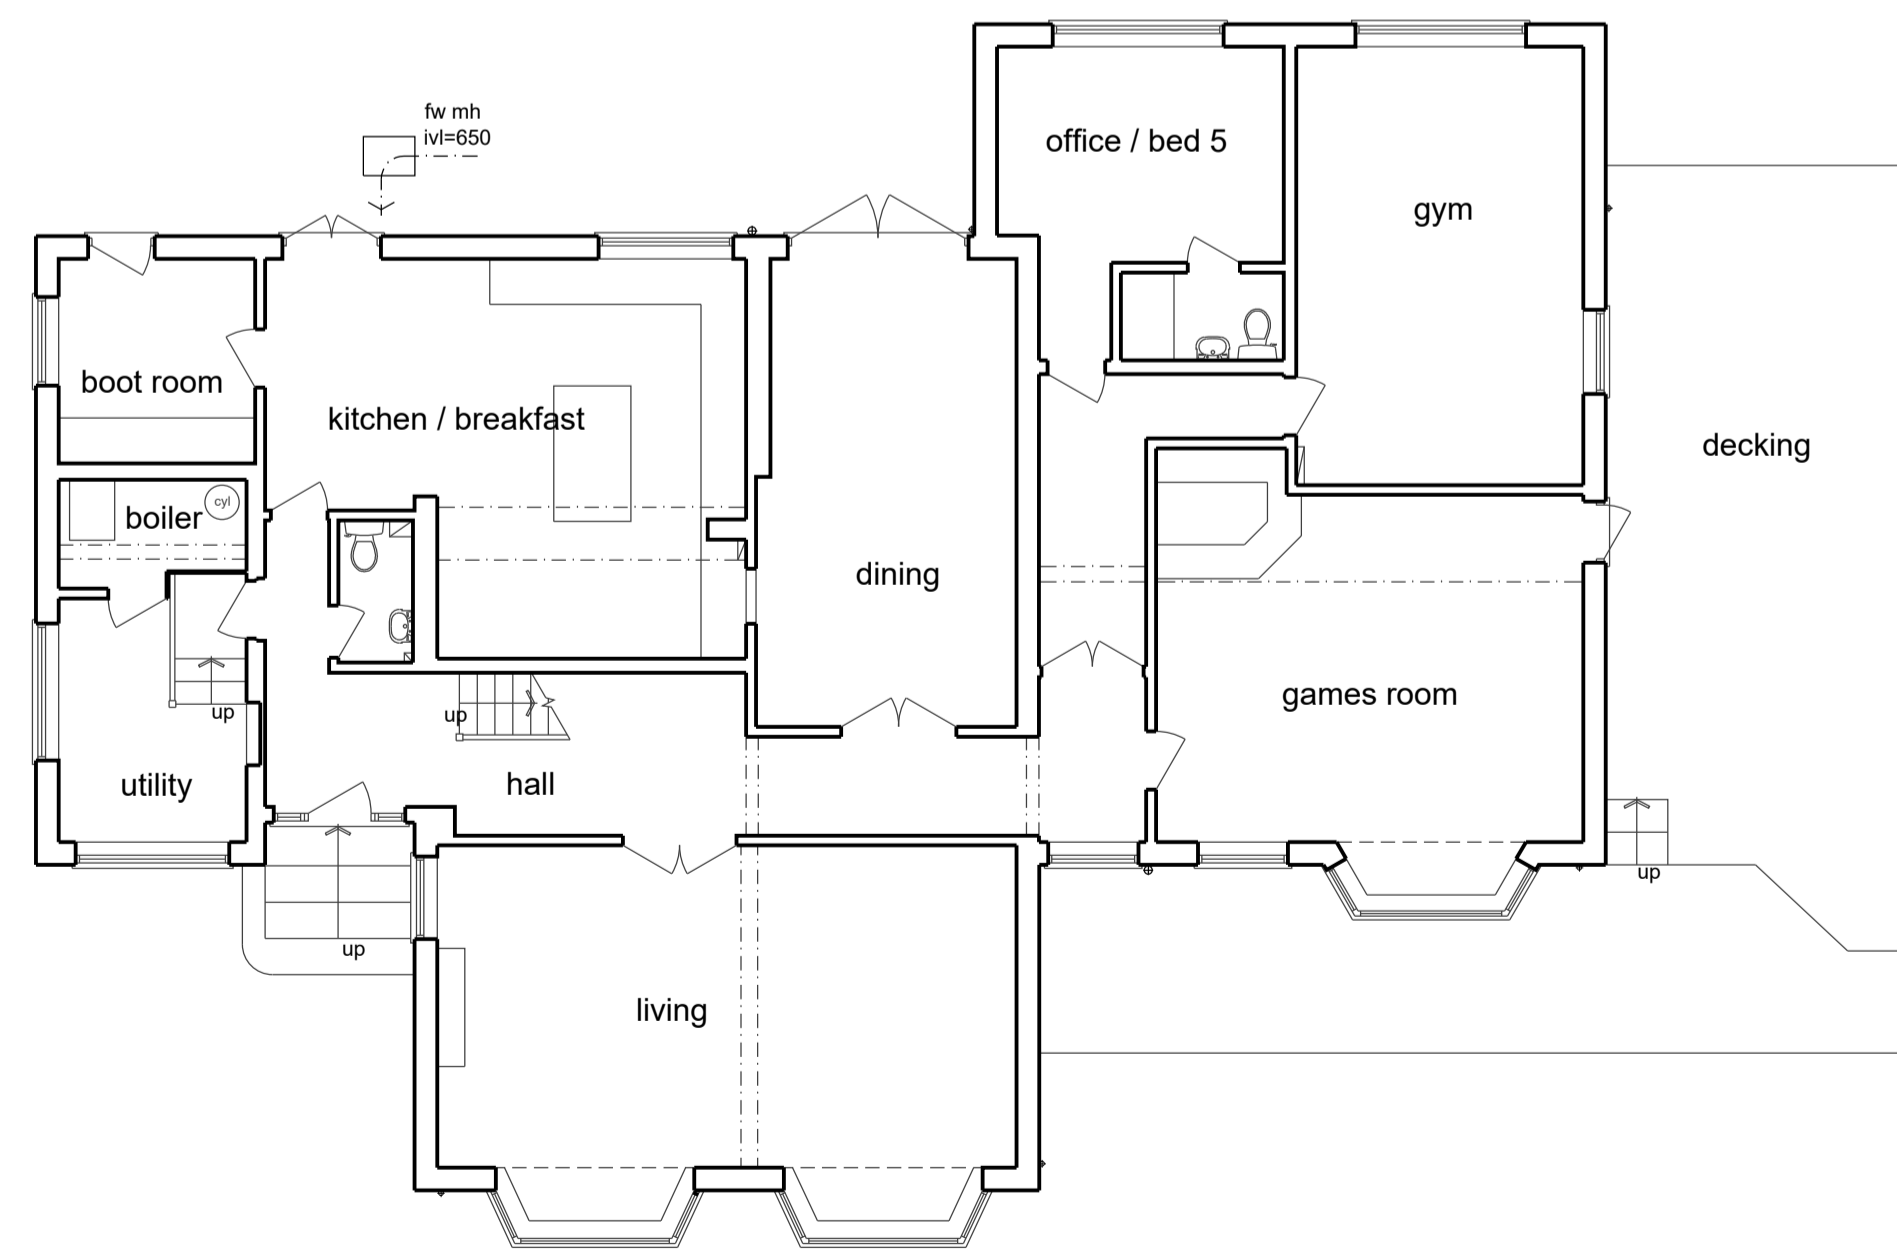 fw mh
ivl=650
office / bed 5
gym
boot room
kitchen / breakfast
decking
cyl
boiler
dining
games room
up
up
utility
hall
up
up
living